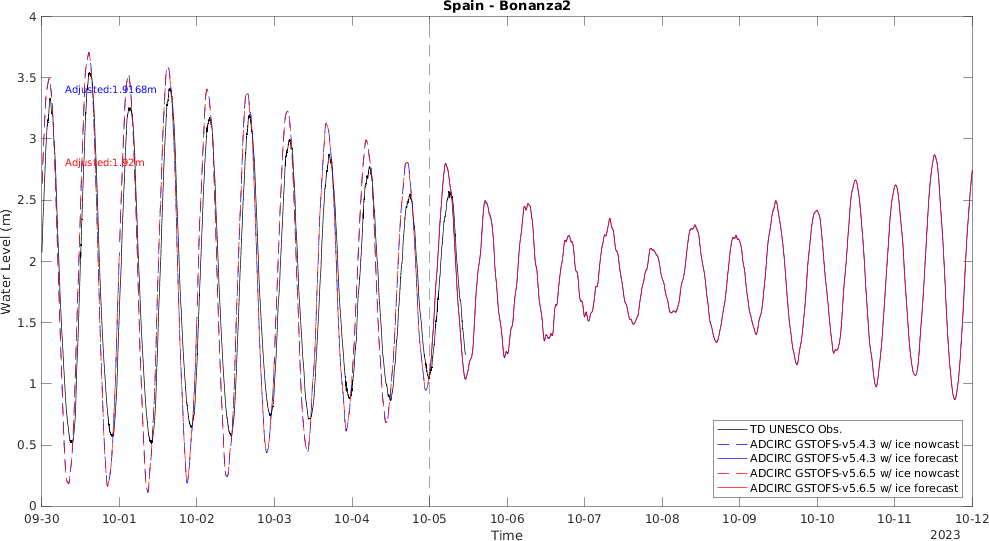 Spain - Bonanza2
4
3.5
3
2.5
2
1.5
1
0.5
0
Water Level (m)
Adjusted:1.9168m
Adjusted:1.92m
TD UNESCO Obs.
ADCIRC GSTOFS-v5.4.3 w/ ice nowcast
ADCIRC GSTOFS-v5.4.3 w/ ice forecast
ADCIRC GSTOFS-v5.6.5 w/ ice nowcast
ADCIRC GSTOFS-v5.6.5 w/ ice forecast
09-30 10-01 10-02 10-03 10-04 10-05 10-06 10-07 10-08 10-09 10-10 10-11 10-12
Time
2023